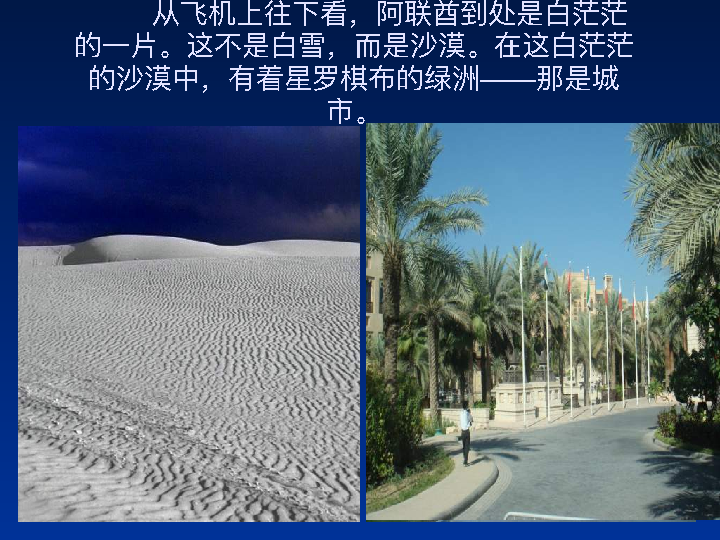 从飞机上往下看，阿联酋到处是白茫茫
的一片。这不是白雪，而是沙漠。在这白茫茫
的沙漠中，有着星罗棋布的绿洲——那是城
市。